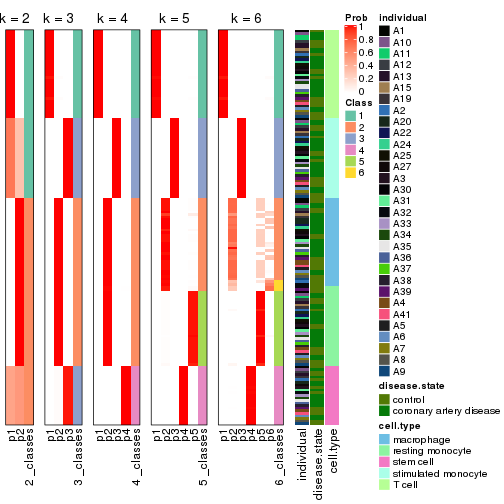 k = 2
k = 3
k = 4
k = 5
k = 6
p1
p2
2_classes
p1
p2
p3
3_classes
p1
p2
p3
p4
4_classes
p1
p2
p3
p4
p5
5_classes
p1
p2
p3
p4
p5
p6
6_classes
individual
disease.state
cell.type
Prob
1
0.8
0.6
0.4
0.2
0
Class
1
2
3
4
5
6
individual
A1
A10
A11
A12
A13
A15
A19
A2
A20
A22
A24
A25
A27
A3
A30
A31
A32
A33
A34
A35
A36
A37
A38
A39
A4
A41
A5
A6
A7
A8
A9
disease.state
control
coronary artery disease
cell.type
macrophage
resting monocyte
stem cell
stimulated monocyte
T cell